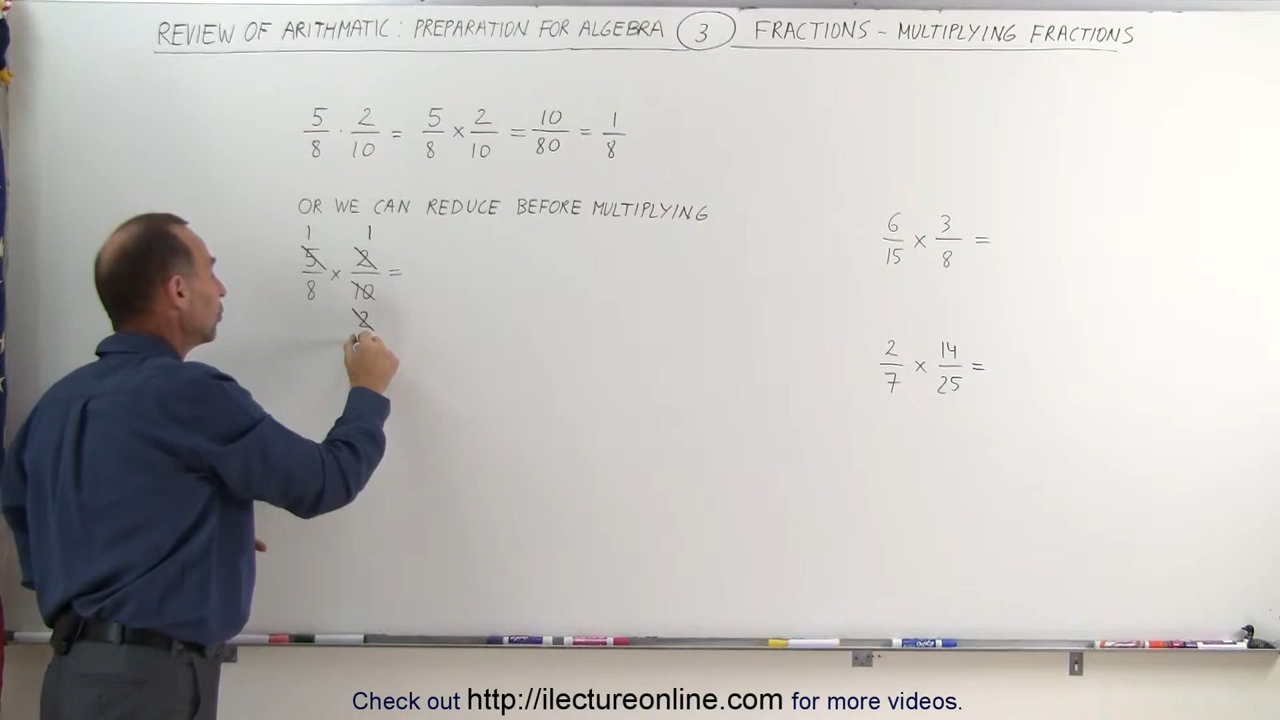 REVIEW OF ARITHMATIC: PREPARATION FOR ALGEBRA 3 FRACTIONS - MULTIPLYING FRACTIONS
5/8 · 2/10 = 5/8 × 2/10 = 10/80 = 1/8
OR WE CAN REDUCE BEFORE MULTIPLYING
1 1
5/8 × 2/10 =
2
6/15 × 3/8 =
2/7 × 14/25 =
Check out http://ilectureonline.com for more videos.